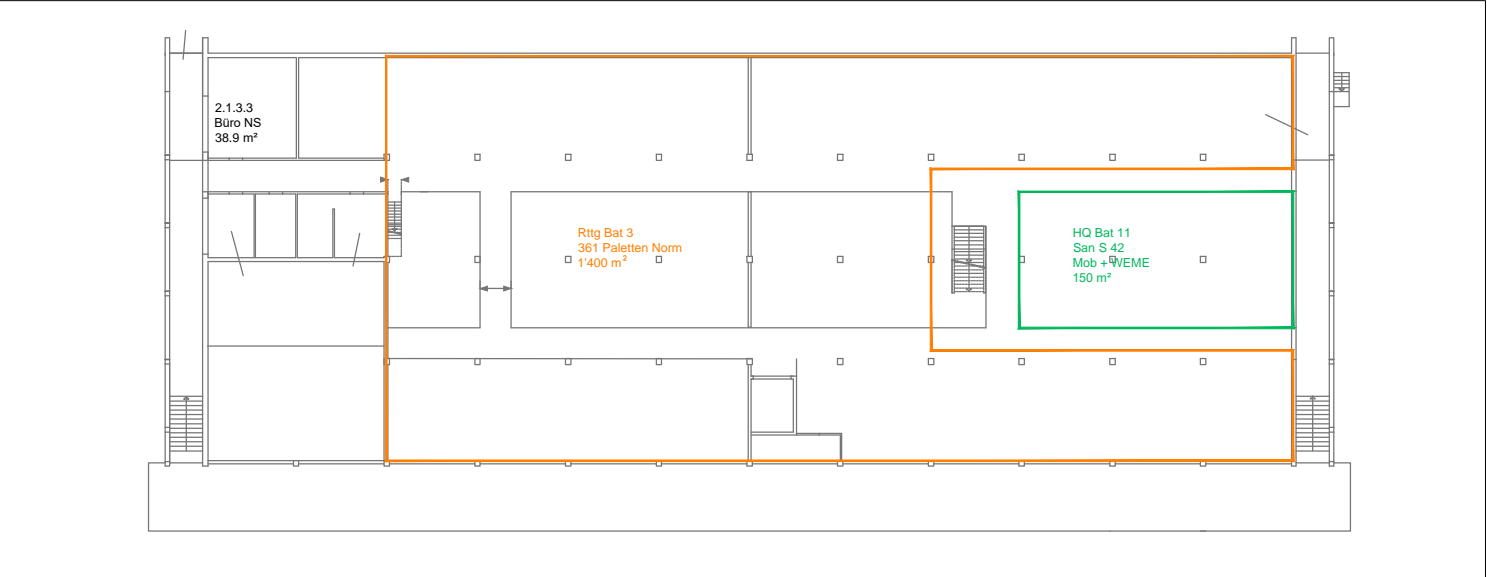 2.1.3.3
Büro NS
38.9 m²
Rttg Bat 3
361 Paletten Norm
1'400 m²
HQ Bat 11
San S 42
Mob + WEME
150 m²